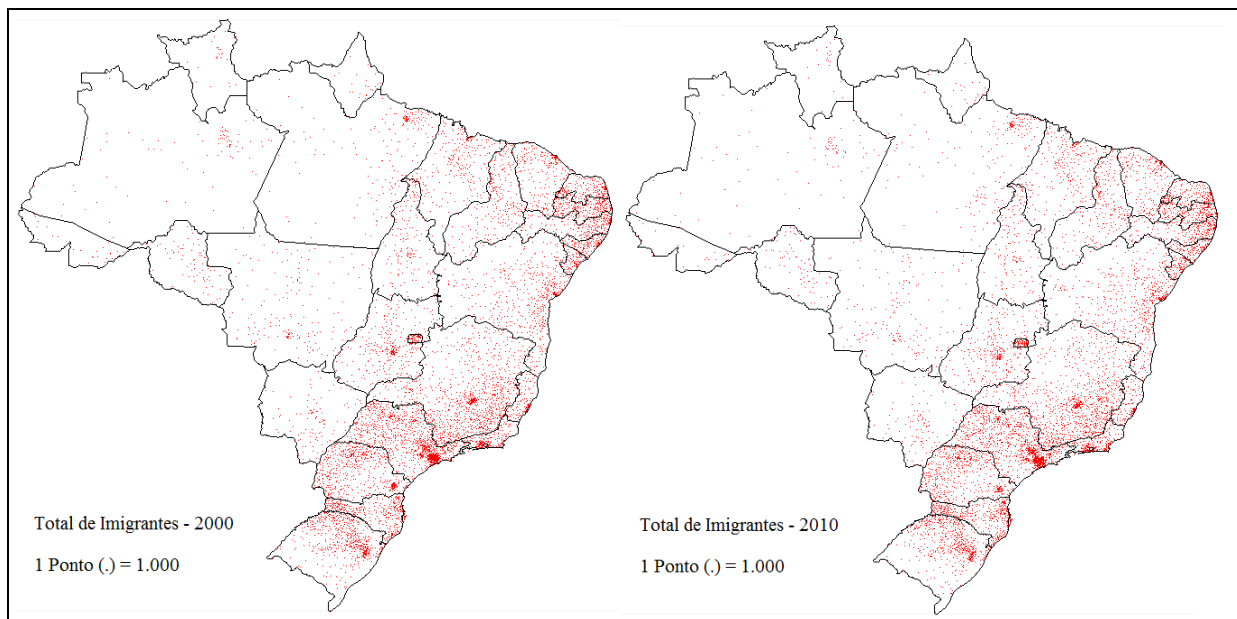 Total de Imigrantes - 2000
1 Ponto (.) = 1.000
Total de Imigrantes - 2010
1 Ponto (.) = 1.000